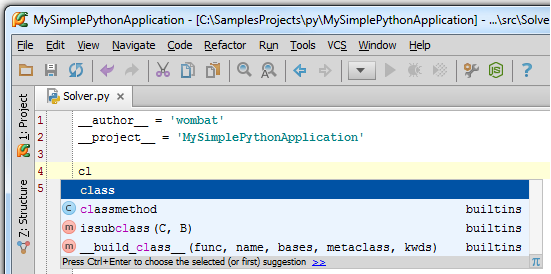 MySimplePythonApplication - [C:\SamplesProjects\py\MySimplePythonApplication] - ...\src\Solve
File Edit View Navigate Code Refactor Run Tools VCS Window Help
Solver.py
1: Project
7: Structure
1 __author__ = 'wombat'
2 __project__ = 'MySimplePythonApplication'
3
4 cl
5
class
classmethod builtins
issubclass(C, B) builtins
__build_class__(func, name, bases, metaclass, kwds) builtins
Press Ctrl+Enter to choose the selected (or first) suggestion >>
π